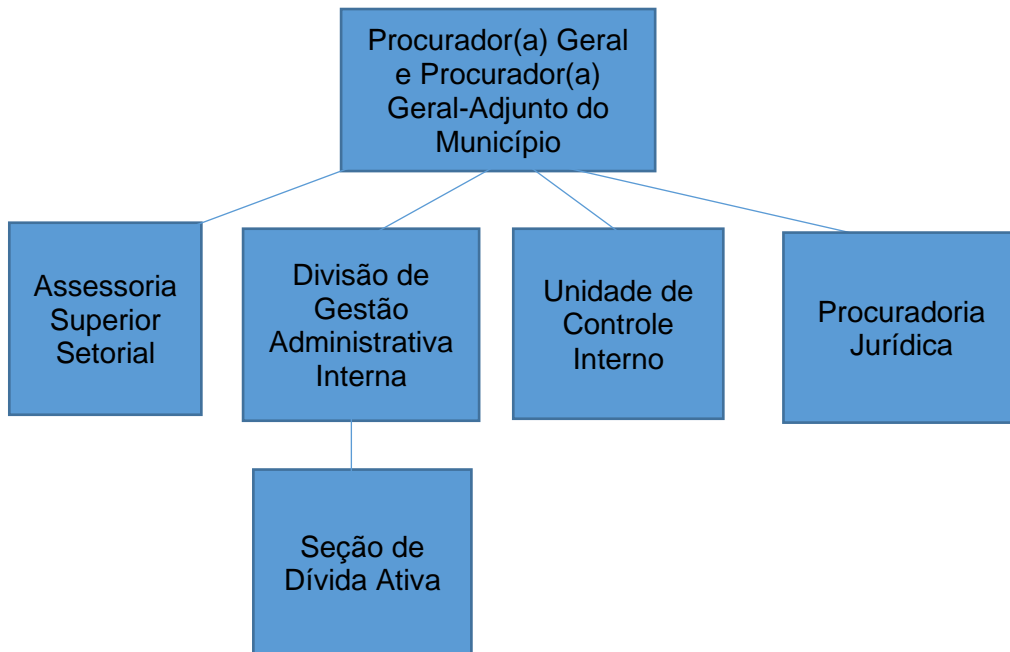 Procurador(a) Geral
e Procurador(a)
Geral-Adjunto do
Município
Assessoria
Superior
Setorial
Divisão de
Gestão
Administrativa
Interna
Unidade de
Controle
Interno
Procuradoria
Jurídica
Seção de
Dívida Ativa